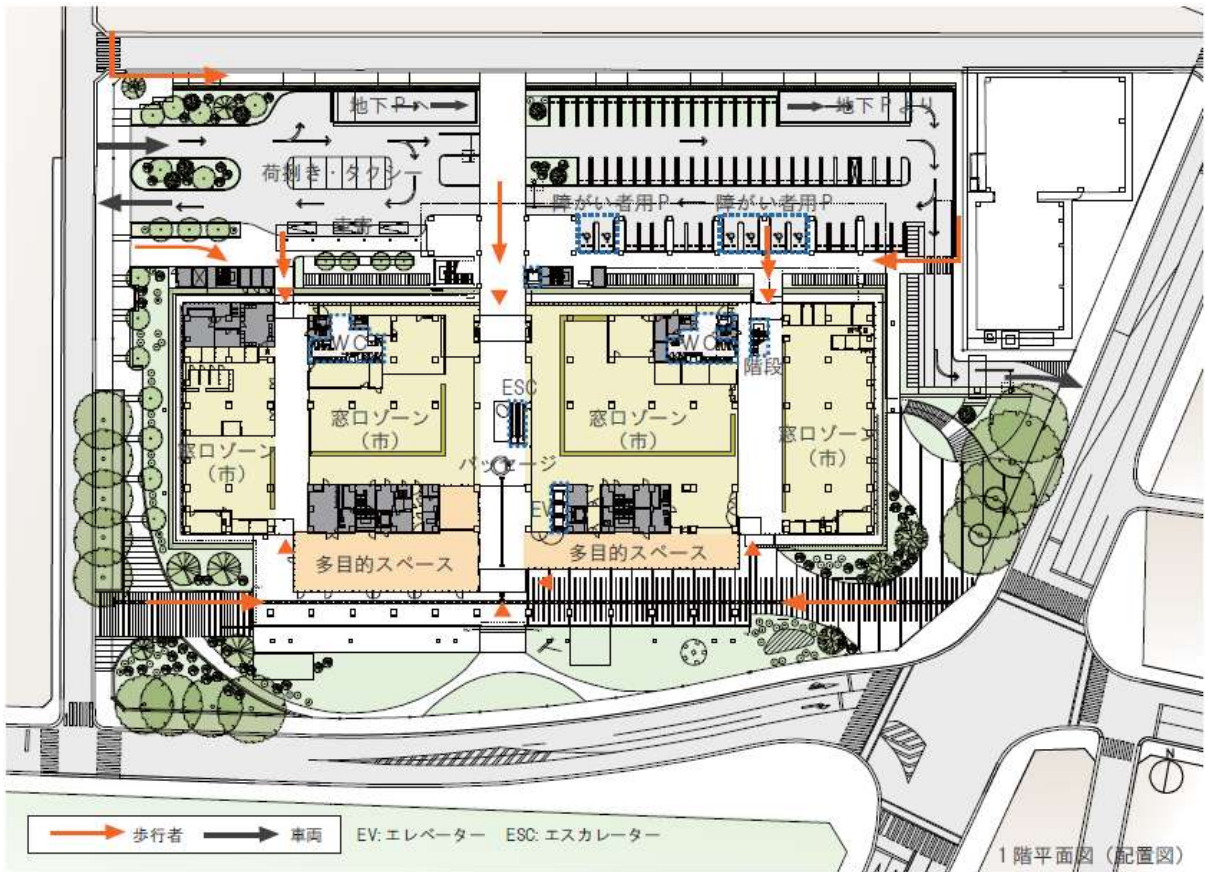 地下Pへ
地下Pより
荷捌き・タクシー
障がい者用P
障がい者用P
車寄
WC
WC
階段
ESC
窓口ゾーン
(市)
窓口ゾーン
(市)
窓口ゾーン
(市)
窓口ゾーン
(市)
パッサージ
EV
多目的スペース
多目的スペース
N
歩行者
車両
EV:エレベーター
ESC:エスカレーター
1階平面図(配置図)